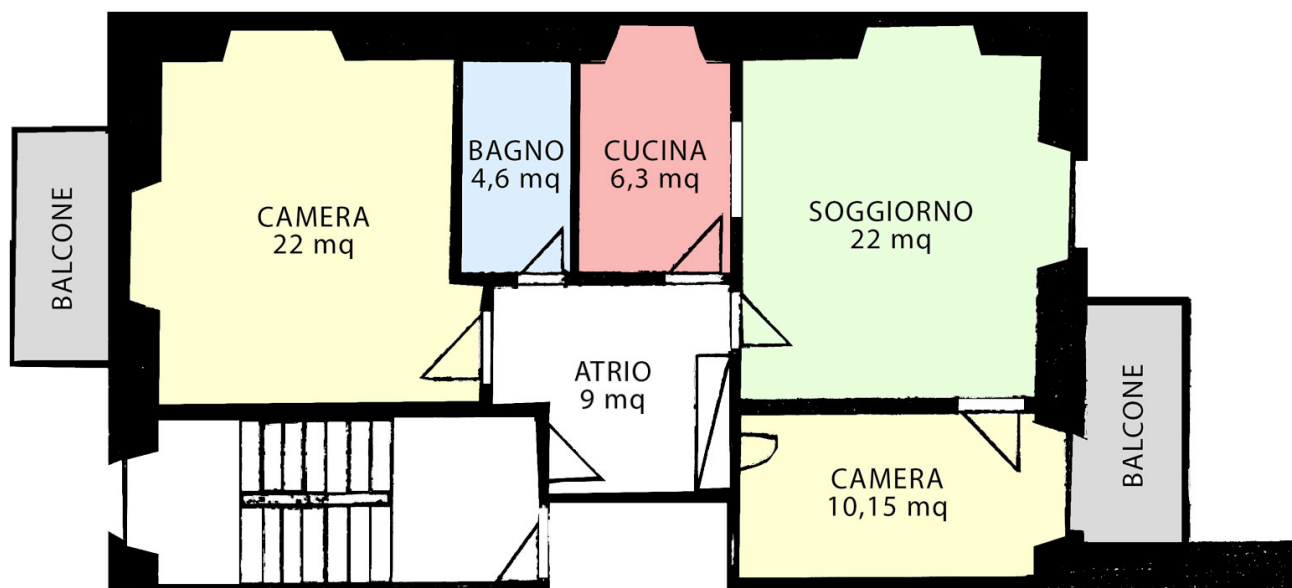 BALCONE
CAMERA
22 mq
BAGNO
4,6 mq
CUCINA
6,3 mq
SOGGIORNO
22 mq
ATRIO
9 mq
CAMERA
10,15 mq
BALCONE